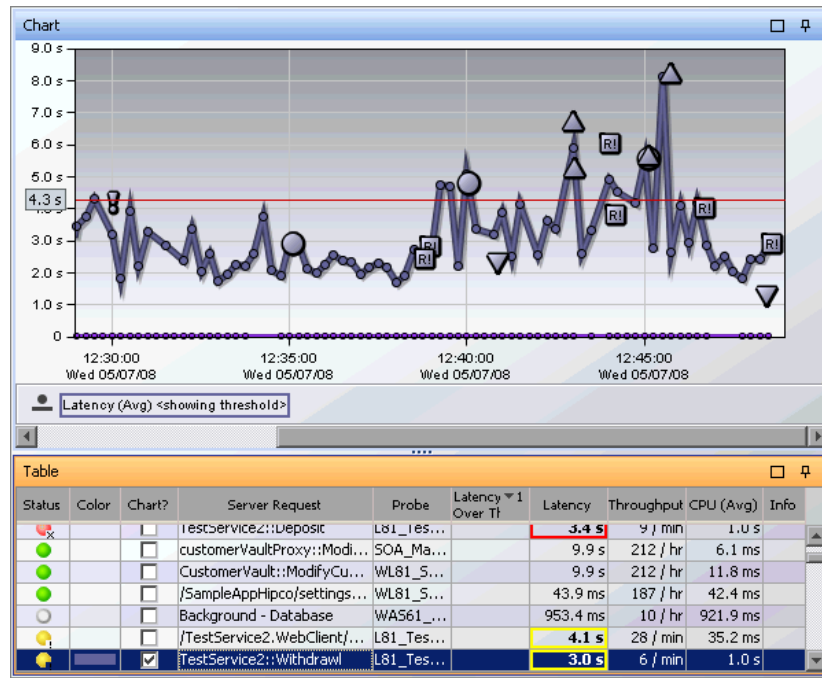 Chart
9.0 s
8.0 s
7.0 s
6.0 s
5.0 s
4.3 s
3.0 s
2.0 s
1.0 s
0
R!
R!
R!
R!
R!
R!
12:30:00 12:35:00 12:40:00 12:45:00
Wed 05/07/08 Wed 05/07/08 Wed 05/07/08 Wed 05/07/08
Latency (Avg) <showing threshold>
Table
Status Color Chart? Server Request Probe Latency 1 Over Th Latency Throughput CPU (Avg) Info
TestService2::Deposit L81_Tes... 3.4 s 9 / min 1.0 s
customerVaultProxy::Modi... SOA_Ma... 9.9 s 212 / hr 6.1 ms
CustomerVault::ModifyCu... WL81_S... 9.9 s 212 / hr 11.8 ms
/SampleAppHipco/settings... WL81_S... 43.9 ms 187 / hr 42.4 ms
Background - Database WAS61_... 953.4 ms 10 / hr 921.9 ms
/TestService2.WebClient/... L81_Tes... 4.1 s 28 / min 35.2 ms
TestService2::Withdrawl L81_Tes... 3.0 s 6 / min 1.0 s